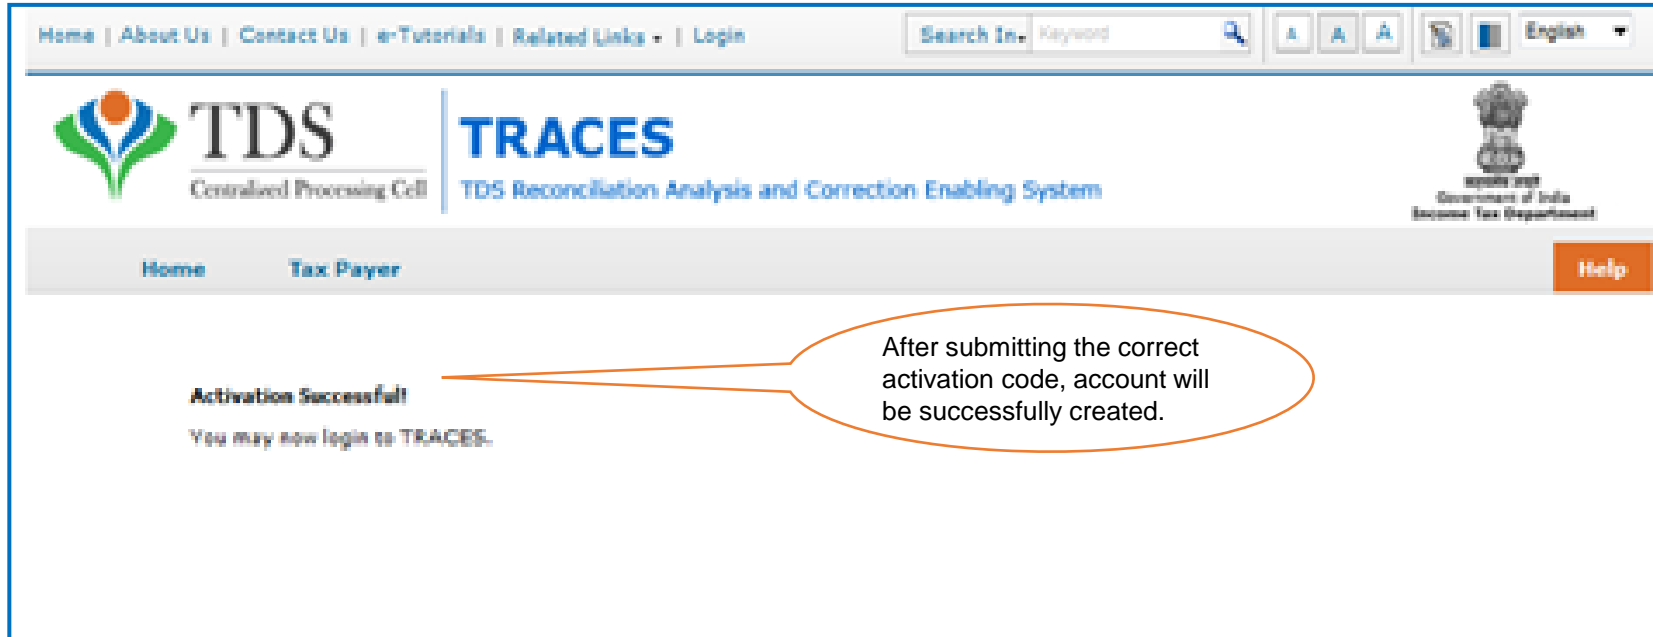 Home | About Us | Contact Us | e-Tutorials | Related Links | Login
Search In Keyword
A A A
English
TDS
Centralized Processing Cell
TRACES
TDS Reconciliation Analysis and Correction Enabling System
Government of India
Income Tax Department
Home Tax Payer
Help
After submitting the correct
activation code, account will
be successfully created.
Activation Successful!
You may now login to TRACES.